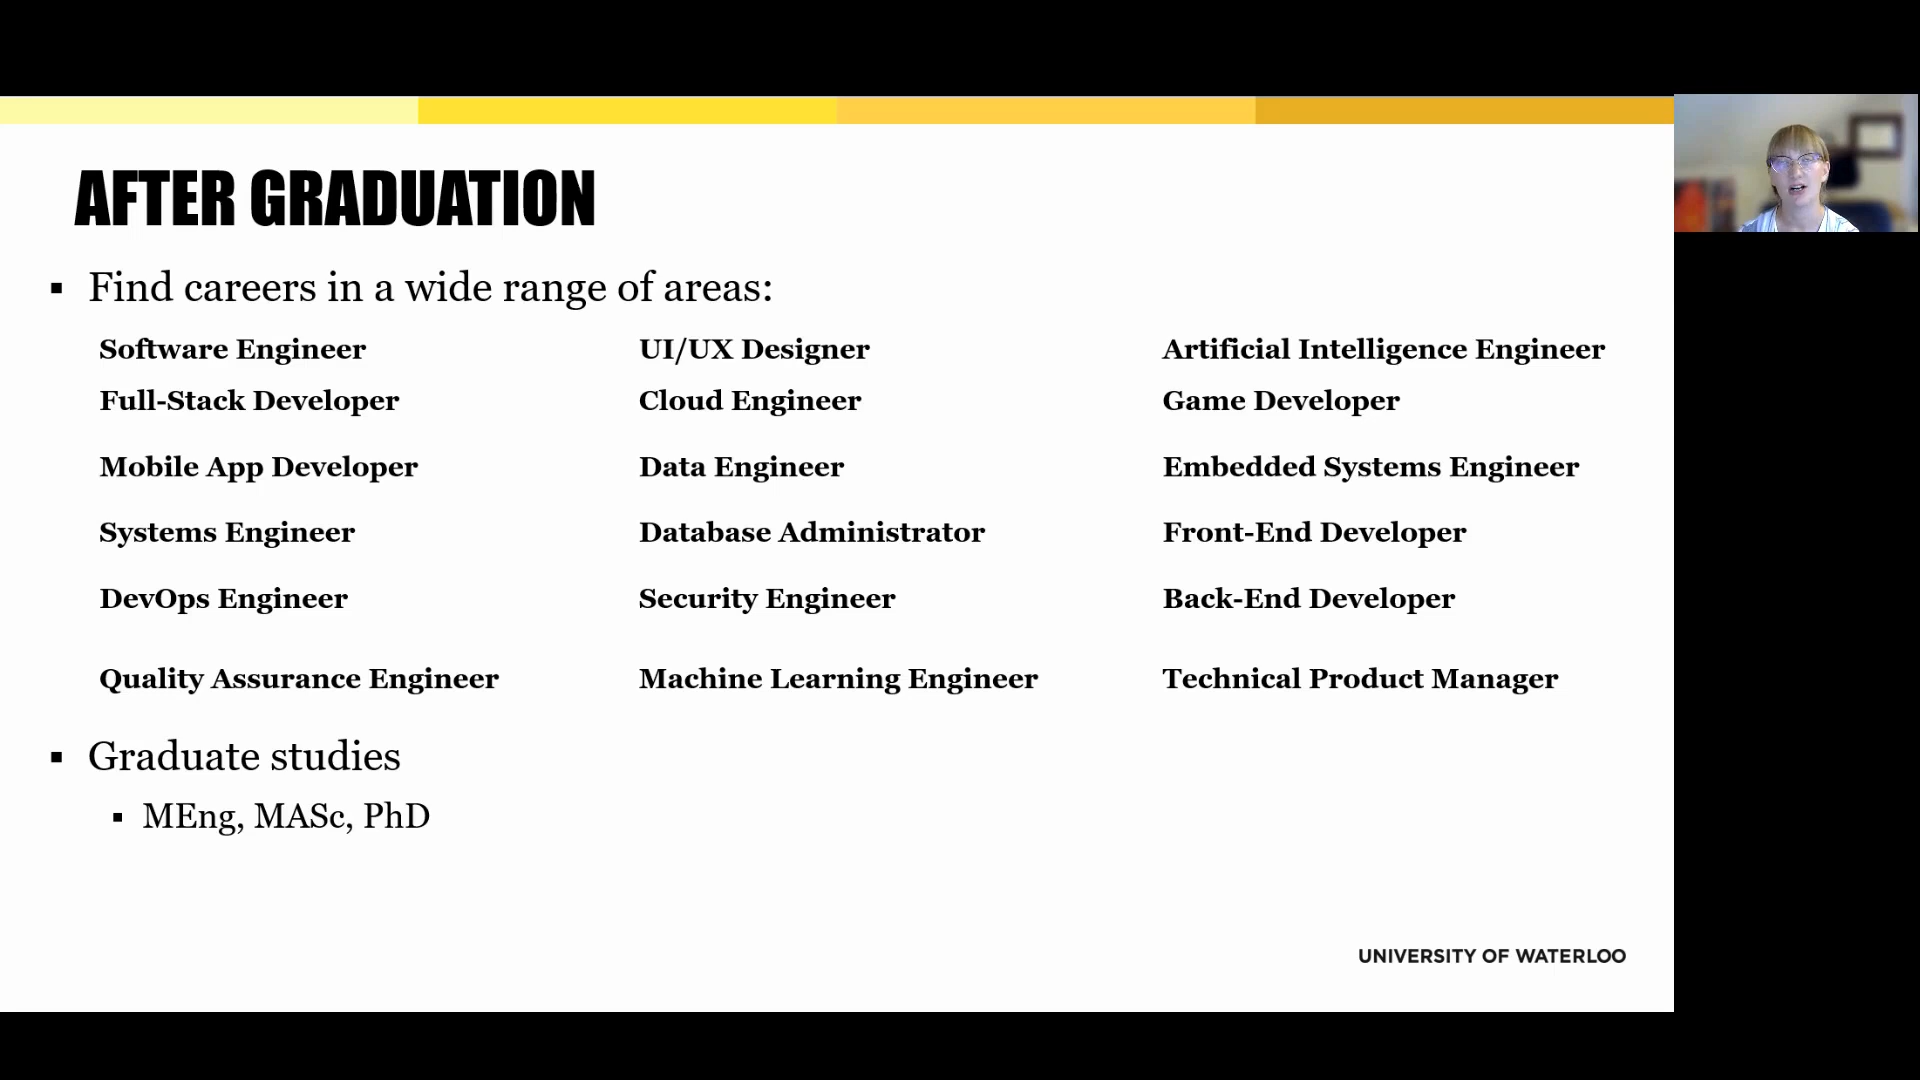 AFTER GRADUATION
▪ Find careers in a wide range of areas:
Software Engineer UI/UX Designer Artificial Intelligence Engineer
Full-Stack Developer Cloud Engineer Game Developer
Mobile App Developer Data Engineer Embedded Systems Engineer
Systems Engineer Database Administrator Front-End Developer
DevOps Engineer Security Engineer Back-End Developer
Quality Assurance Engineer Machine Learning Engineer Technical Product Manager
▪ Graduate studies
▪ MEng, MASc, PhD
UNIVERSITY OF WATERLOO